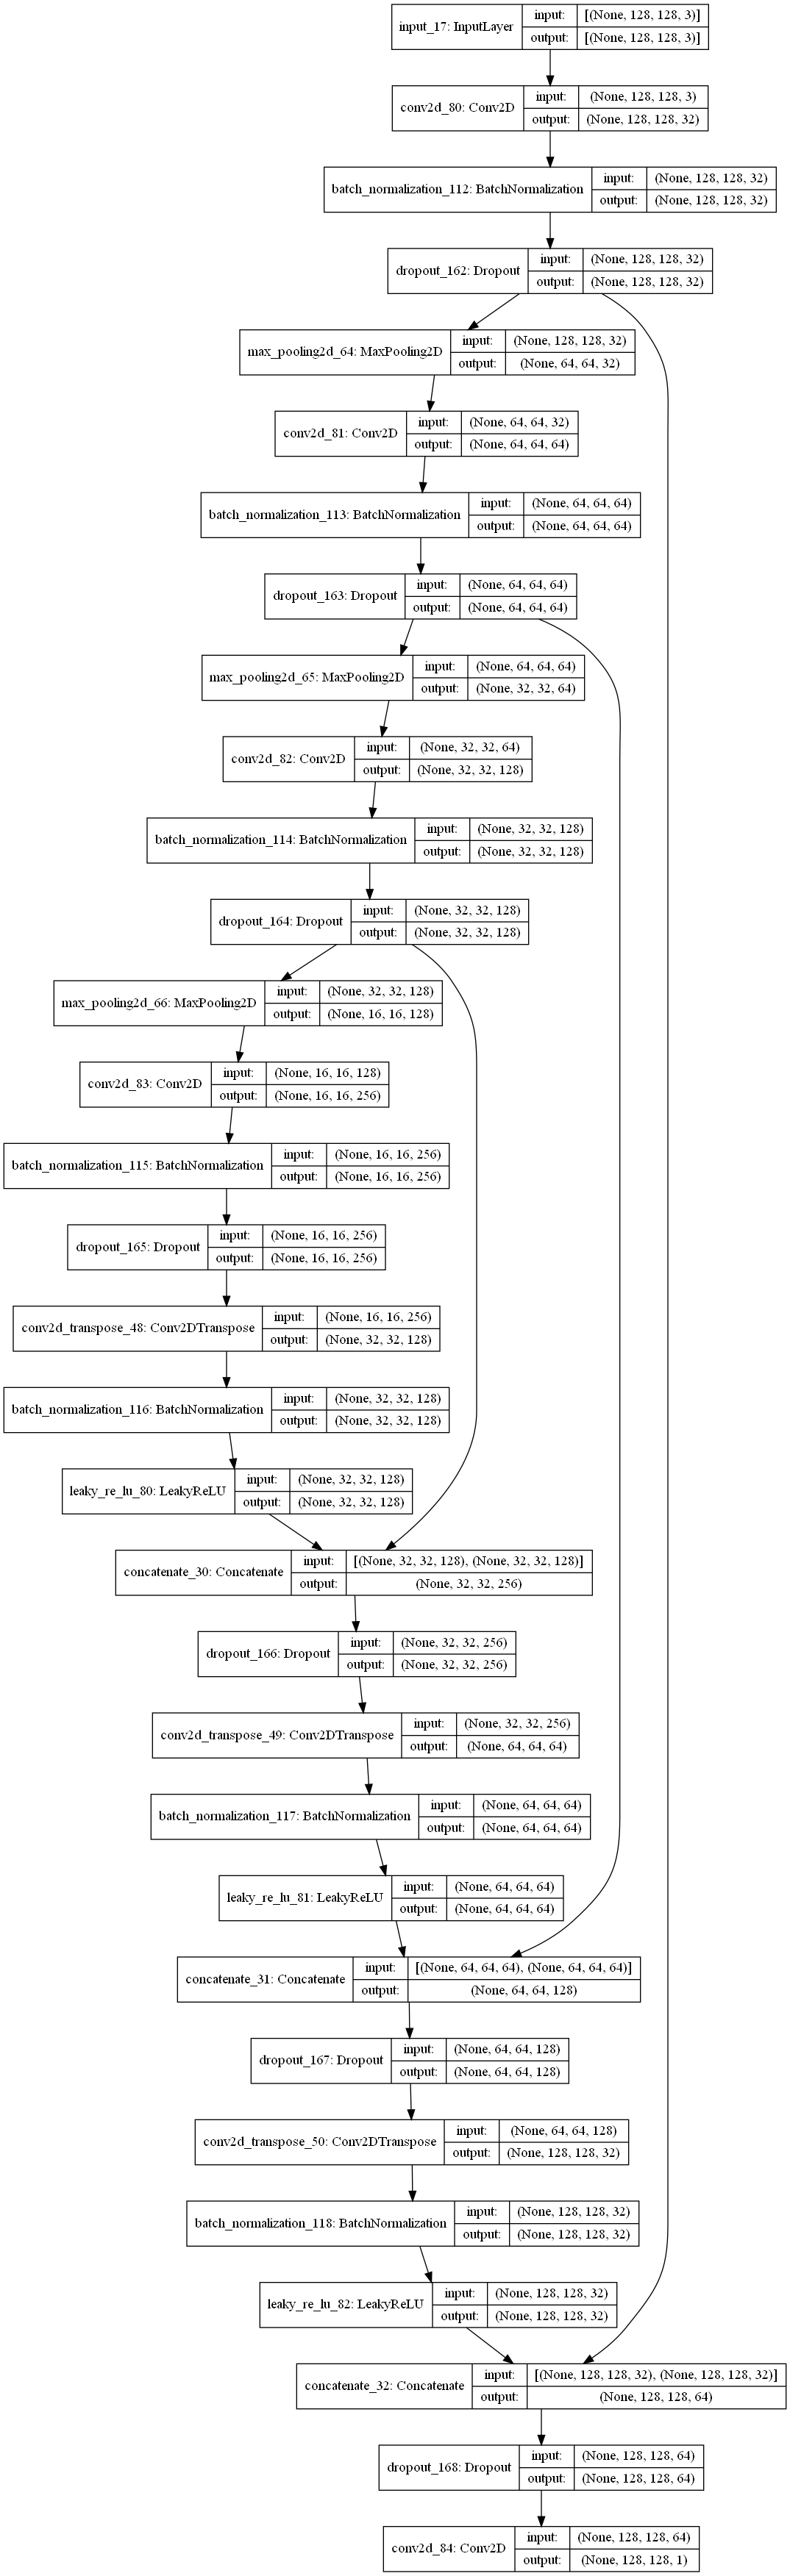 input_17: InputLayer
input: [(None, 128, 128, 3)]
output: [(None, 128, 128, 3)]
conv2d_80: Conv2D
input: (None, 128, 128, 3)
output: (None, 128, 128, 32)
batch_normalization_112: BatchNormalization
input: (None, 128, 128, 32)
output: (None, 128, 128, 32)
dropout_162: Dropout
input: (None, 128, 128, 32)
output: (None, 128, 128, 32)
max_pooling2d_64: MaxPooling2D
input: (None, 128, 128, 32)
output: (None, 64, 64, 32)
conv2d_81: Conv2D
input: (None, 64, 64, 32)
output: (None, 64, 64, 64)
batch_normalization_113: BatchNormalization
input: (None, 64, 64, 64)
output: (None, 64, 64, 64)
dropout_163: Dropout
input: (None, 64, 64, 64)
output: (None, 64, 64, 64)
max_pooling2d_65: MaxPooling2D
input: (None, 64, 64, 64)
output: (None, 32, 32, 64)
conv2d_82: Conv2D
input: (None, 32, 32, 64)
output: (None, 32, 32, 128)
batch_normalization_114: BatchNormalization
input: (None, 32, 32, 128)
output: (None, 32, 32, 128)
dropout_164: Dropout
input: (None, 32, 32, 128)
output: (None, 32, 32, 128)
max_pooling2d_66: MaxPooling2D
input: (None, 32, 32, 128)
output: (None, 16, 16, 128)
conv2d_83: Conv2D
input: (None, 16, 16, 128)
output: (None, 16, 16, 256)
batch_normalization_115: BatchNormalization
input: (None, 16, 16, 256)
output: (None, 16, 16, 256)
dropout_165: Dropout
input: (None, 16, 16, 256)
output: (None, 16, 16, 256)
conv2d_transpose_48: Conv2DTranspose
input: (None, 16, 16, 256)
output: (None, 32, 32, 128)
batch_normalization_116: BatchNormalization
input: (None, 32, 32, 128)
output: (None, 32, 32, 128)
leaky_re_lu_80: LeakyReLU
input: (None, 32, 32, 128)
output: (None, 32, 32, 128)
concatenate_30: Concatenate
input: [(None, 32, 32, 128), (None, 32, 32, 128)]
output: (None, 32, 32, 256)
dropout_166: Dropout
input: (None, 32, 32, 256)
output: (None, 32, 32, 256)
conv2d_transpose_49: Conv2DTranspose
input: (None, 32, 32, 256)
output: (None, 64, 64, 64)
batch_normalization_117: BatchNormalization
input: (None, 64, 64, 64)
output: (None, 64, 64, 64)
leaky_re_lu_81: LeakyReLU
input: (None, 64, 64, 64)
output: (None, 64, 64, 64)
concatenate_31: Concatenate
input: [(None, 64, 64, 64), (None, 64, 64, 64)]
output: (None, 64, 64, 128)
dropout_167: Dropout
input: (None, 64, 64, 128)
output: (None, 64, 64, 128)
conv2d_transpose_50: Conv2DTranspose
input: (None, 64, 64, 128)
output: (None, 128, 128, 32)
batch_normalization_118: BatchNormalization
input: (None, 128, 128, 32)
output: (None, 128, 128, 32)
leaky_re_lu_82: LeakyReLU
input: (None, 128, 128, 32)
output: (None, 128, 128, 32)
concatenate_32: Concatenate
input: [(None, 128, 128, 32), (None, 128, 128, 32)]
output: (None, 128, 128, 64)
dropout_168: Dropout
input: (None, 128, 128, 64)
output: (None, 128, 128, 64)
conv2d_84: Conv2D
input: (None, 128, 128, 64)
output: (None, 128, 128, 1)